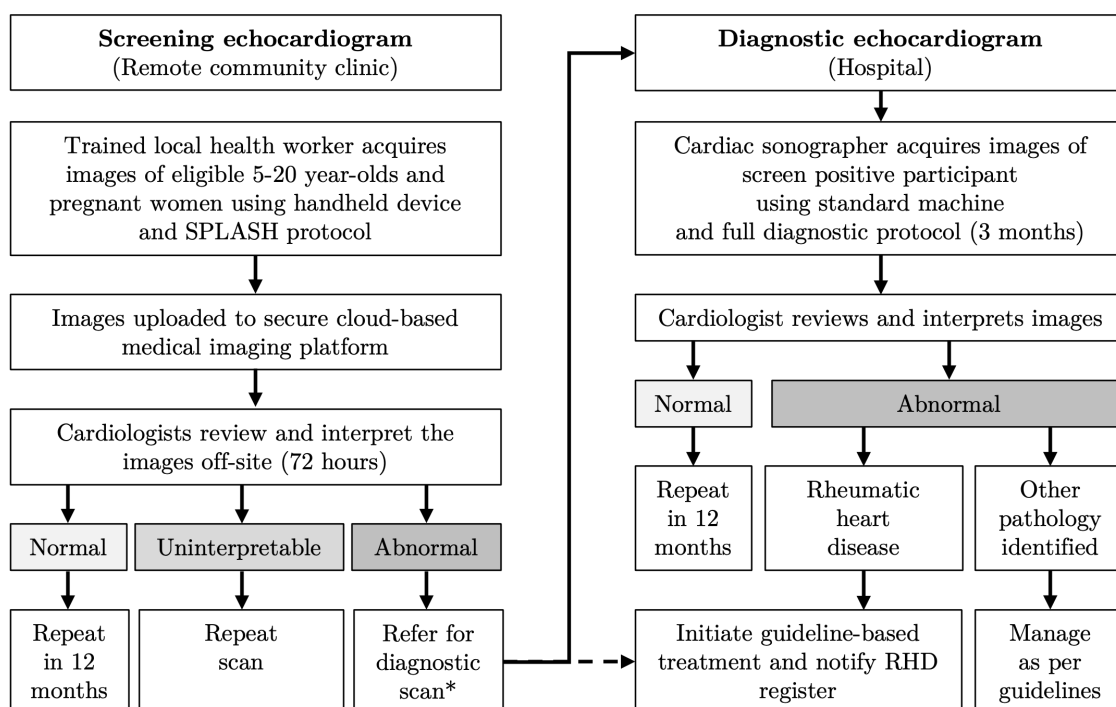 Screening echocardiogram
(Remote community clinic)
Trained local health worker acquires
images of eligible 5-20 year-olds and
pregnant women using handheld device
and SPLASH protocol
Images uploaded to secure cloud-based
medical imaging platform
Cardiologists review and interpret the
images off-site (72 hours)
Normal
Uninterpretable
Abnormal
Repeat
in 12
months
Repeat
scan
Refer for
diagnostic
scan*
Diagnostic echocardiogram
(Hospital)
Cardiac sonographer acquires images of
screen positive participant
using standard machine
and full diagnostic protocol (3 months)
Cardiologist reviews and interprets images
Normal
Abnormal
Repeat
in 12
months
Rheumatic
heart
disease
Other
pathology
identified
Initiate guideline-based
treatment and notify RHD
register
Manage
as per
guidelines